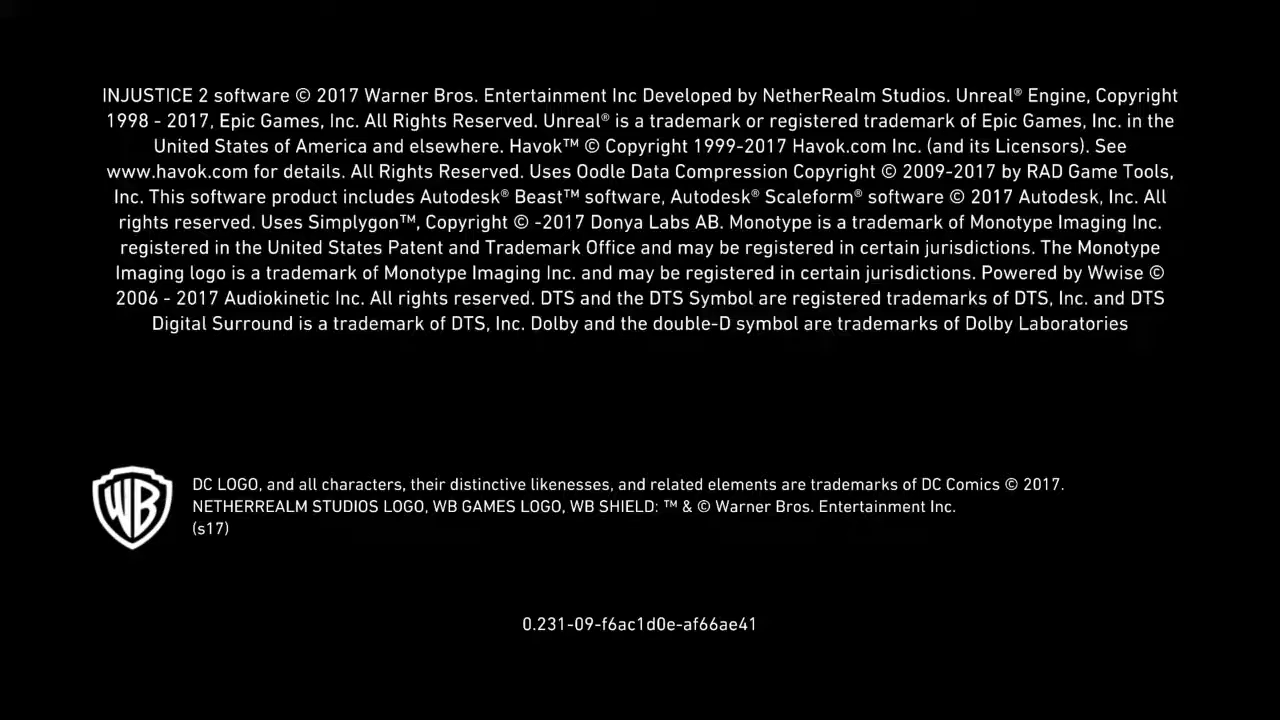 INJUSTICE 2 software © 2017 Warner Bros. Entertainment Inc Developed by NetherRealm Studios. Unreal® Engine, Copyright
1998 - 2017, Epic Games, Inc. All Rights Reserved. Unreal® is a trademark or registered trademark of Epic Games, Inc. in the
United States of America and elsewhere. Havok™ © Copyright 1999-2017 Havok.com Inc. (and its Licensors). See
www.havok.com for details. All Rights Reserved. Uses Oodle Data Compression Copyright © 2009-2017 by RAD Game Tools,
Inc. This software product includes Autodesk® Beast™ software, Autodesk® Scaleform® software © 2017 Autodesk, Inc. All
rights reserved. Uses Simplygon™, Copyright © -2017 Donya Labs AB. Monotype is a trademark of Monotype Imaging Inc.
registered in the United States Patent and Trademark Office and may be registered in certain jurisdictions. The Monotype
Imaging logo is a trademark of Monotype Imaging Inc. and may be registered in certain jurisdictions. Powered by Wwise ©
2006 - 2017 Audiokinetic Inc. All rights reserved. DTS and the DTS Symbol are registered trademarks of DTS, Inc. and DTS
Digital Surround is a trademark of DTS, Inc. Dolby and the double-D symbol are trademarks of Dolby Laboratories
WB
DC LOGO, and all characters, their distinctive likenesses, and related elements are trademarks of DC Comics © 2017.
NETHERREALM STUDIOS LOGO, WB GAMES LOGO, WB SHIELD: ™ & © Warner Bros. Entertainment Inc.
(s17)
0.231-09-f6ac1d0e-af66ae41